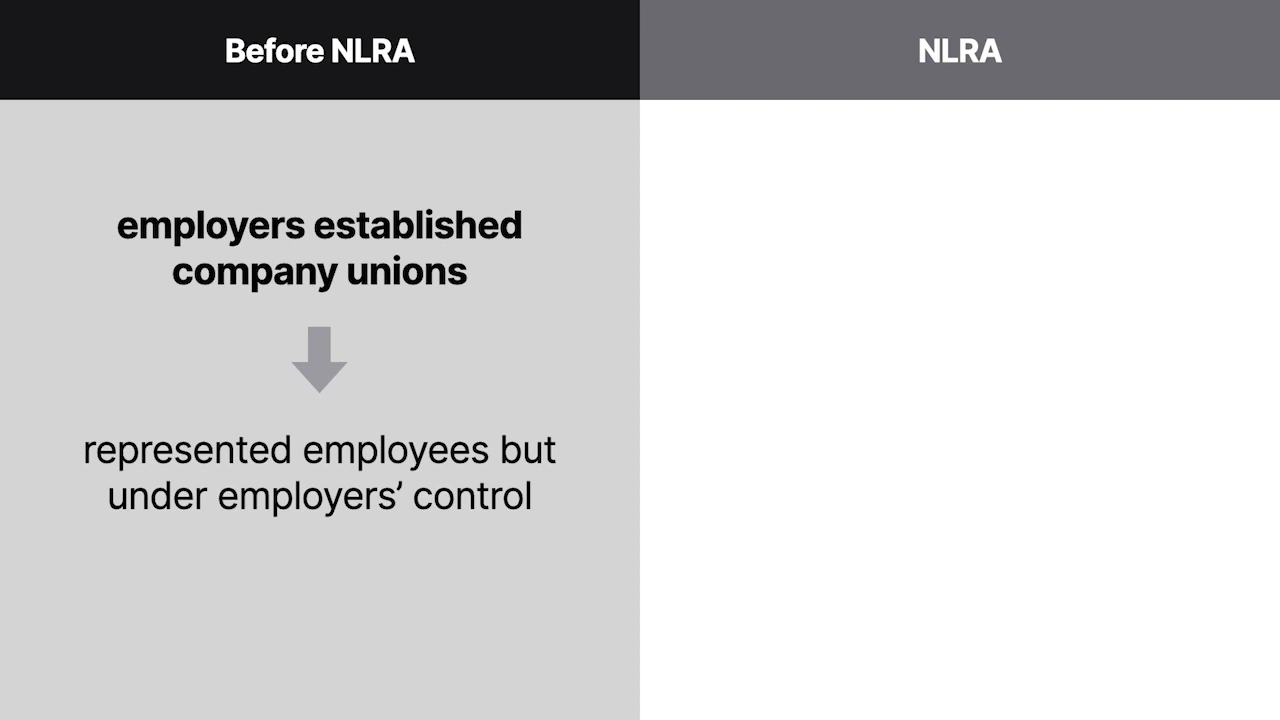 Before NLRA
NLRA
employers established
company unions
represented employees but
under employers’ control